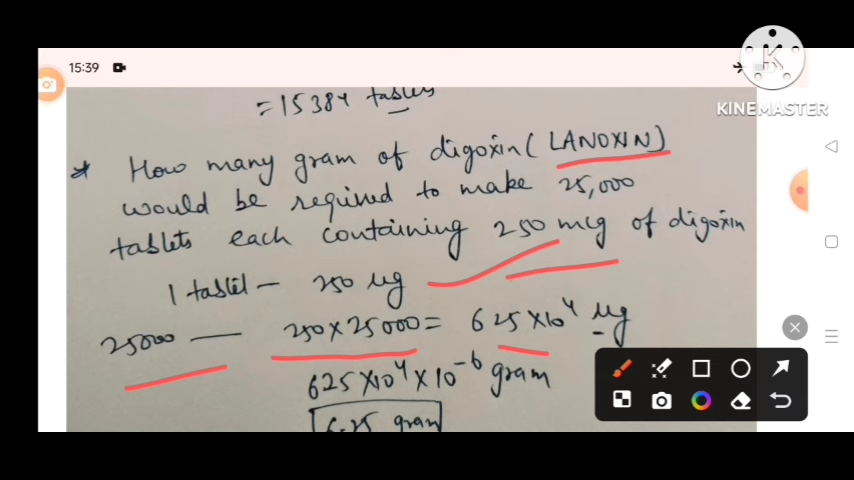 15:39
KINEMASTER
=15384 tablets
* How many gram of digoxin (LANOXIN)
would be required to make 25,000
tablets each containing 250 mcg of digoxin
1 tablet — 250 µg
25000 — 250×25000 = 625×10⁴ µg
625×10⁴×10⁻⁶ gram
6.25 gram